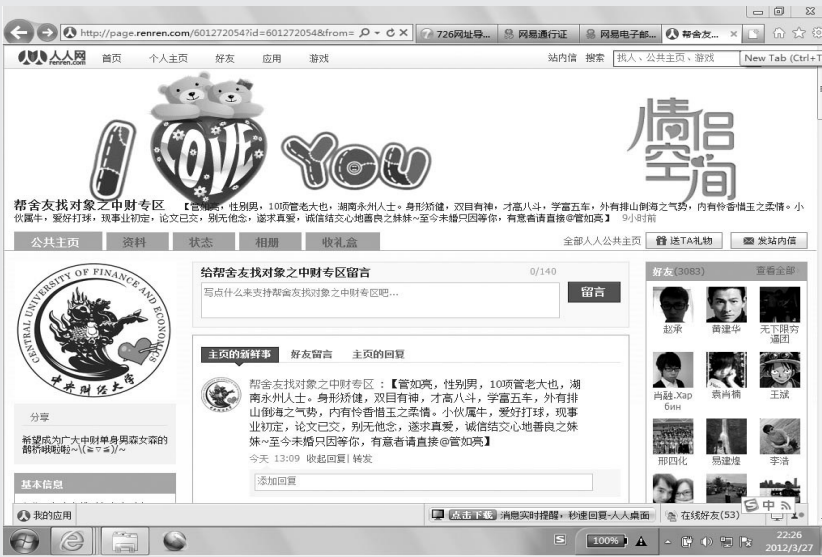 http://page.renren.com/601272054?id=601272054&from=
726网址导...
网易通行证
网易电子邮...
帮舍友...
人人网 renren.com
首页 个人主页 好友 应用 游戏
站内信 搜索 找人、公共主页、游戏
New Tab (Ctrl+T
I LOVE YOU
情侣空间
帮舍友找对象之中财专区 【管如亮，性别男，10项管老大也，湖南永州人士。身形矫健，双目有神，才高八斗，学富五车，外有排山倒海之气势，内有怜香惜玉之柔情。小
伙属牛，爱好打球，现事业初定，论文已交，别无他念，遂求真爱，诚信结交心地善良之妹妹~至今未婚只因等你，有意者请直接@管如亮】 9小时前
公共主页 资料 状态 相册 收礼盒
全部人人公共主页 送TA礼物 发站内信
CENTRAL UNIVERSITY OF FINANCE AND ECONOMICS
中央财经大学
分享
希望成为广大中财单身男森女森的
鹊桥哦啦啦~\(≧▽≦)/~
基本信息
给帮舍友找对象之中财专区留言 0/140
写点什么来支持帮舍友找对象之中财专区吧...
留言
主页的新鲜事 好友留言 主页的回复
帮舍友找对象之中财专区：【管如亮，性别男，10项管老大也，湖
南永州人士。身形矫健，双目有神，才高八斗，学富五车，外有排
山倒海之气势，内有怜香惜玉之柔情。小伙属牛，爱好打球，现事
业初定，论文已交，别无他念，遂求真爱，诚信结交心地善良之妹
妹~至今未婚只因等你，有意者请直接@管如亮】
今天 13:09 收起回复| 转发
添加回复
好友(3083) 查看全部
赵承 黄建华 无下限穷
逼团
肖融.Хар
бин
袁肖楠 王斌
邢四化 易建煌 李浩
我的应用
点击下载 消息实时提醒，秒速回复-人人桌面
在线好友(53)
S中
100%
22:26
2012/3/27